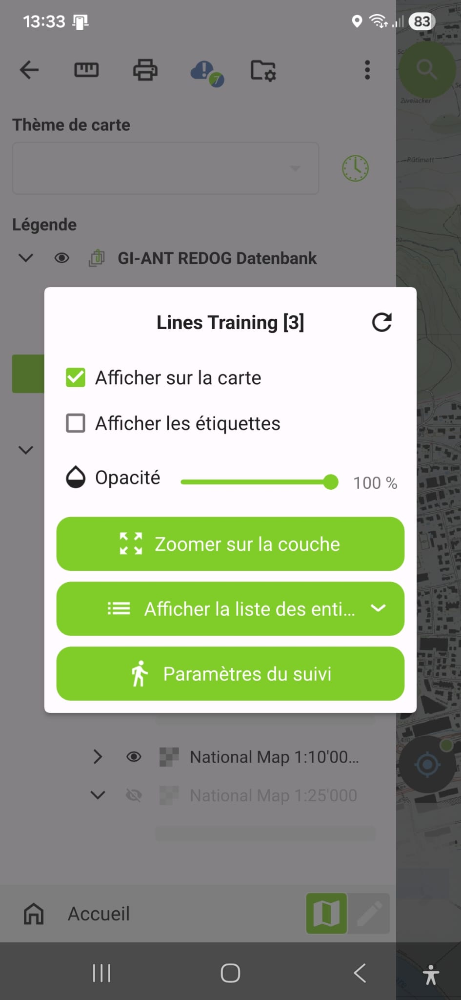 13:33
83
7
Zweiacker
Thème de carte
Rütimatt
Légende
GI-ANT REDOG Datenbank
Lines Training [3]
Afficher sur la carte
Afficher les étiquettes
Opacité
100 %
Zoomer sur la couche
Afficher la liste des enti...
Paramètres du suivi
430
National Map 1:10'00...
National Map 1:25'000
Accueil